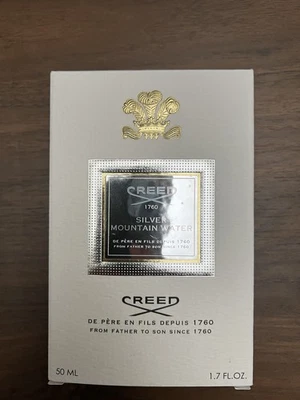 CREED
1760
SILVER
MOUNTAIN WATER
DE PÈRE EN FILS DEPUIS 1760
FROM FATHER TO SON SINCE 1760
CREED
DE PÈRE EN FILS DEPUIS 1760
FROM FATHER TO SON SINCE 1760
50 ML
1.7 FL.OZ.